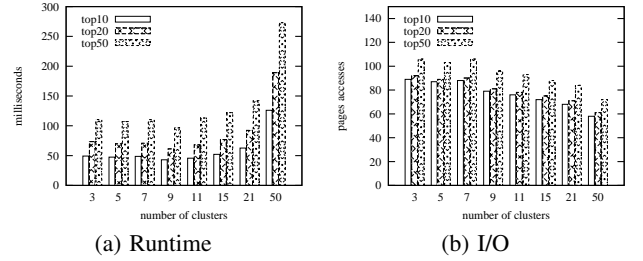 300
250
200
150
100
50
0
milliseconds
top10
top20
top50
3 5 7 9 11 15 21 50
number of clusters
(a) Runtime
140
120
100
80
60
40
20
0
pages accesses
top10
top20
top50
3 5 7 9 11 15 21 50
number of clusters
(b) I/O